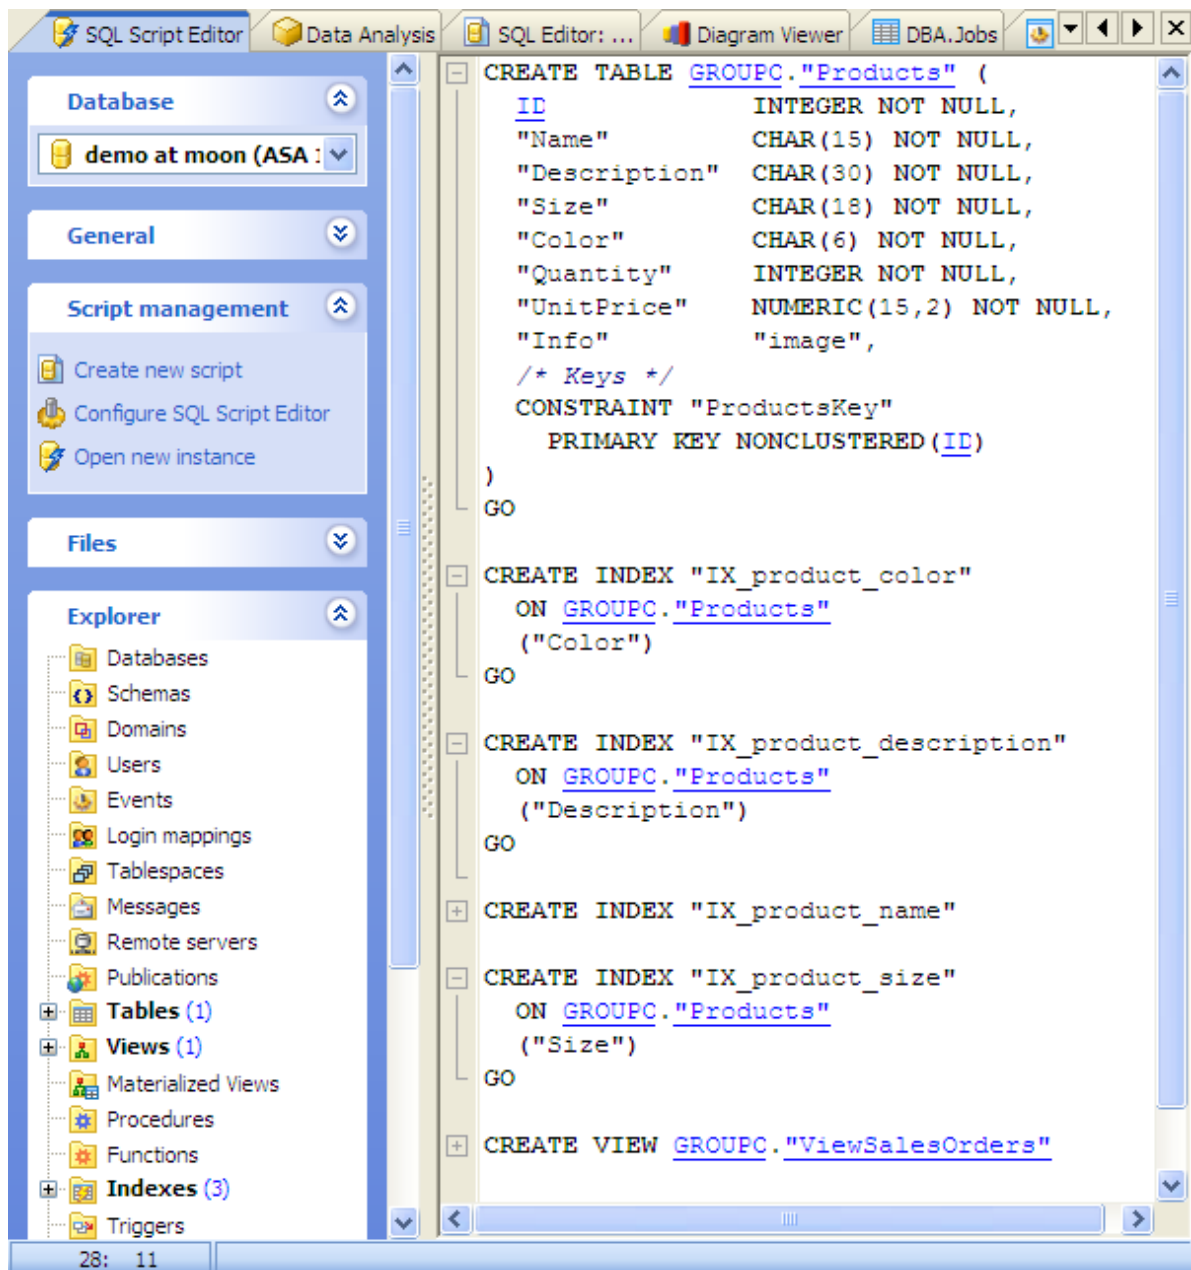 SQL Script Editor
Data Analysis
SQL Editor: ...
Diagram Viewer
DBA.Jobs
Database
demo at moon (ASA 1
General
Script management
Create new script
Configure SQL Script Editor
Open new instance
Files
Explorer
Databases
Schemas
Domains
Users
Events
Login mappings
Tablespaces
Messages
Remote servers
Publications
Tables (1)
Views (1)
Materialized Views
Procedures
Functions
Indexes (3)
Triggers
CREATE TABLE GROUPO."Products" (
ID INTEGER NOT NULL,
"Name" CHAR(15) NOT NULL,
"Description" CHAR(30) NOT NULL,
"Size" CHAR(18) NOT NULL,
"Color" CHAR(6) NOT NULL,
"Quantity" INTEGER NOT NULL,
"UnitPrice" NUMERIC(15,2) NOT NULL,
"Info" "image",
/* Keys */
CONSTRAINT "ProductsKey"
PRIMARY KEY NONCLUSTERED(ID)
)
GO
CREATE INDEX "IX_product_color"
ON GROUPO."Products"
("Color")
GO
CREATE INDEX "IX_product_description"
ON GROUPO."Products"
("Description")
GO
CREATE INDEX "IX_product_name"
CREATE INDEX "IX_product_size"
ON GROUPO."Products"
("Size")
GO
CREATE VIEW GROUPO."ViewSalesOrders"
28: 11